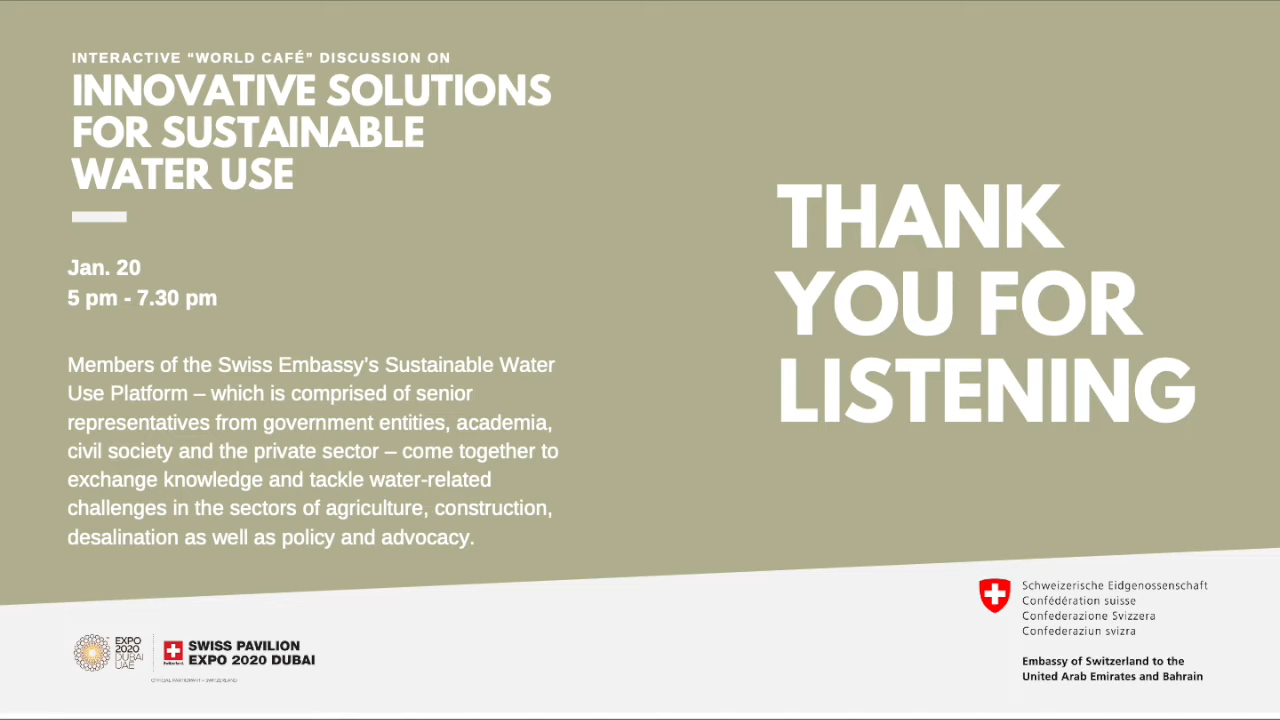 INTERACTIVE “WORLD CAFÉ” DISCUSSION ON
INNOVATIVE SOLUTIONS
FOR SUSTAINABLE
WATER USE
Jan. 20
5 pm - 7.30 pm
Members of the Swiss Embassy's Sustainable Water
Use Platform – which is comprised of senior
representatives from government entities, academia,
civil society and the private sector – come together to
exchange knowledge and tackle water-related
challenges in the sectors of agriculture, construction,
desalination as well as policy and advocacy.
THANK
YOU FOR
LISTENING
EXPO
2020
DUBAI
UAE
SWISS PAVILION
EXPO 2020 DUBAI
OFFICIAL PARTICIPANT – SWITZERLAND
Schweizerische Eidgenossenschaft
Confédération suisse
Confederazione Svizzera
Confederaziun svizra
Embassy of Switzerland to the
United Arab Emirates and Bahrain